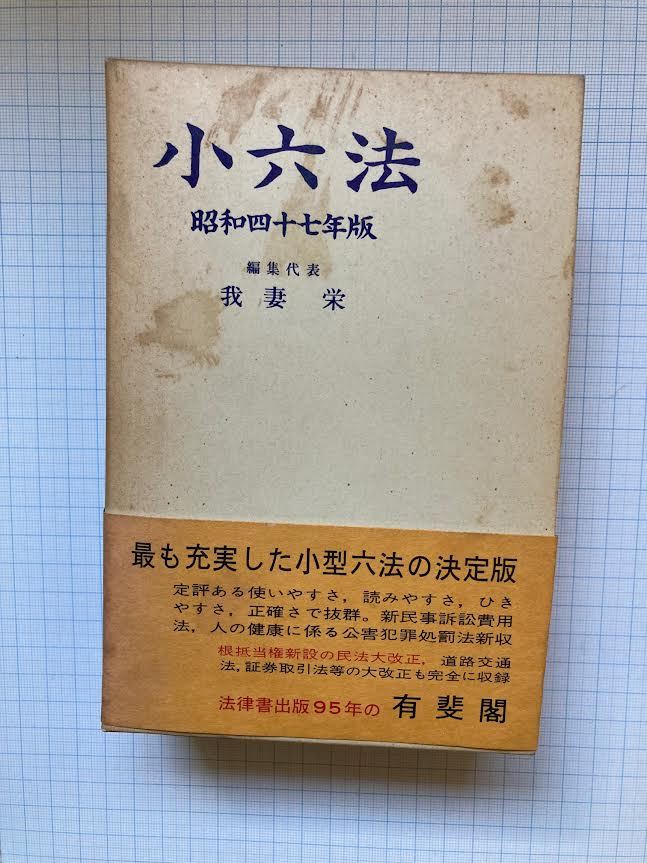 小六法
昭和四十七年版
編集代表
我妻 栄
最も充実した小型六法の決定版
定評ある使いやすさ，読みやすさ，ひき
やすさ，正確さで抜群。新民事訴訟費用
法，人の健康に係る公害犯罪処罰法新収
根抵当権新設の民法大改正，道路交通
法，証券取引法等の大改正も完全に収録
法律書出版95年の 有斐閣